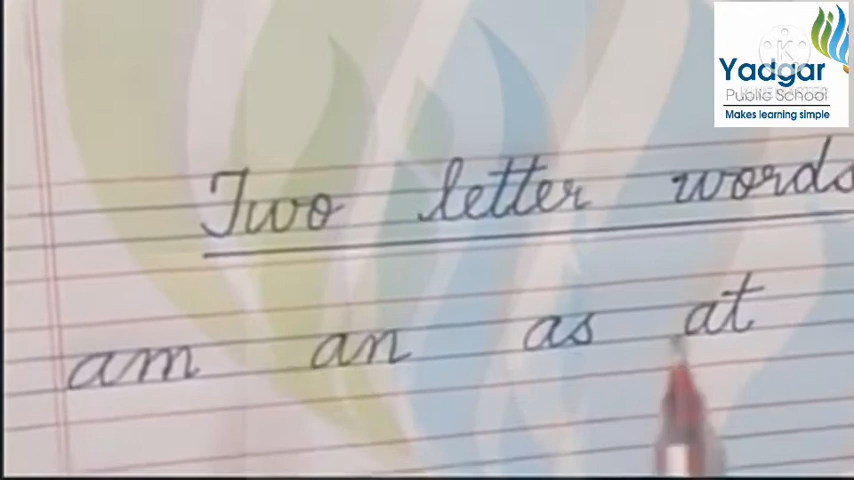 Yadgar
Public School
Makes learning simple
Two letter words
am an as at